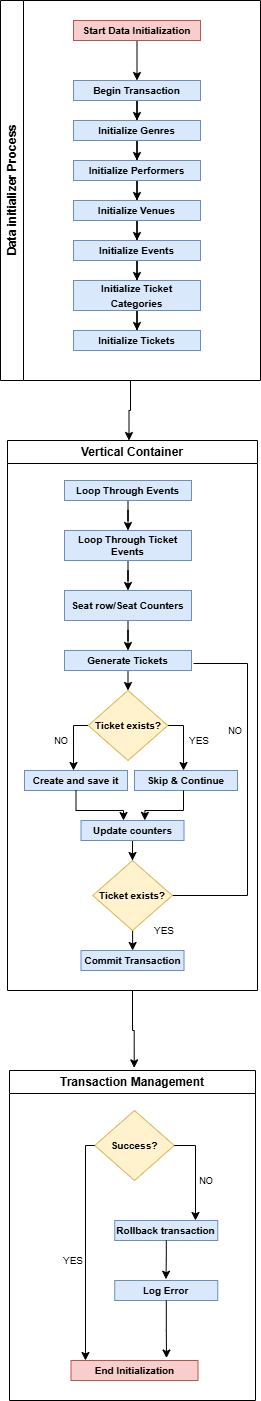 Data initializer Process
Start Data Initialization
Begin Transaction
Initialize Genres
Initialize Performers
Initialize Venues
Initialize Events
Initialize Ticket
Categories
Initialize Tickets
Vertical Container
Loop Through Events
Loop Through Ticket
Events
Seat row/Seat Counters
Generate Tickets
Ticket exists?
NO
NO
YES
Create and save it
Skip & Continue
Update counters
Ticket exists?
YES
Commit Transaction
Transaction Management
Success?
NO
Rollback transaction
YES
Log Error
End Initialization